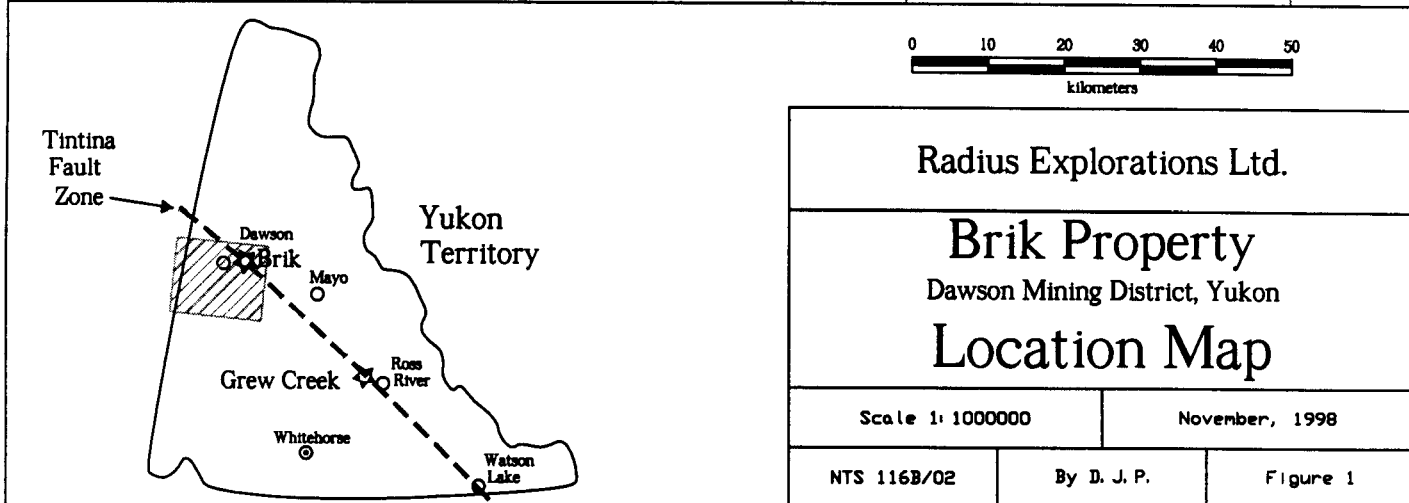 Tintina
Fault
Zone
Yukon
Territory
Dawson
Brik
Mayo
Grew Creek
Ross
River
Whitehorse
Watson
Lake
0 10 20 30 40 50
kilometers
Radius Explorations Ltd.
Brik Property
Dawson Mining District, Yukon
Location Map
Scale 1: 1000000
November, 1998
NTS 116B/02
By D. J. P.
Figure 1